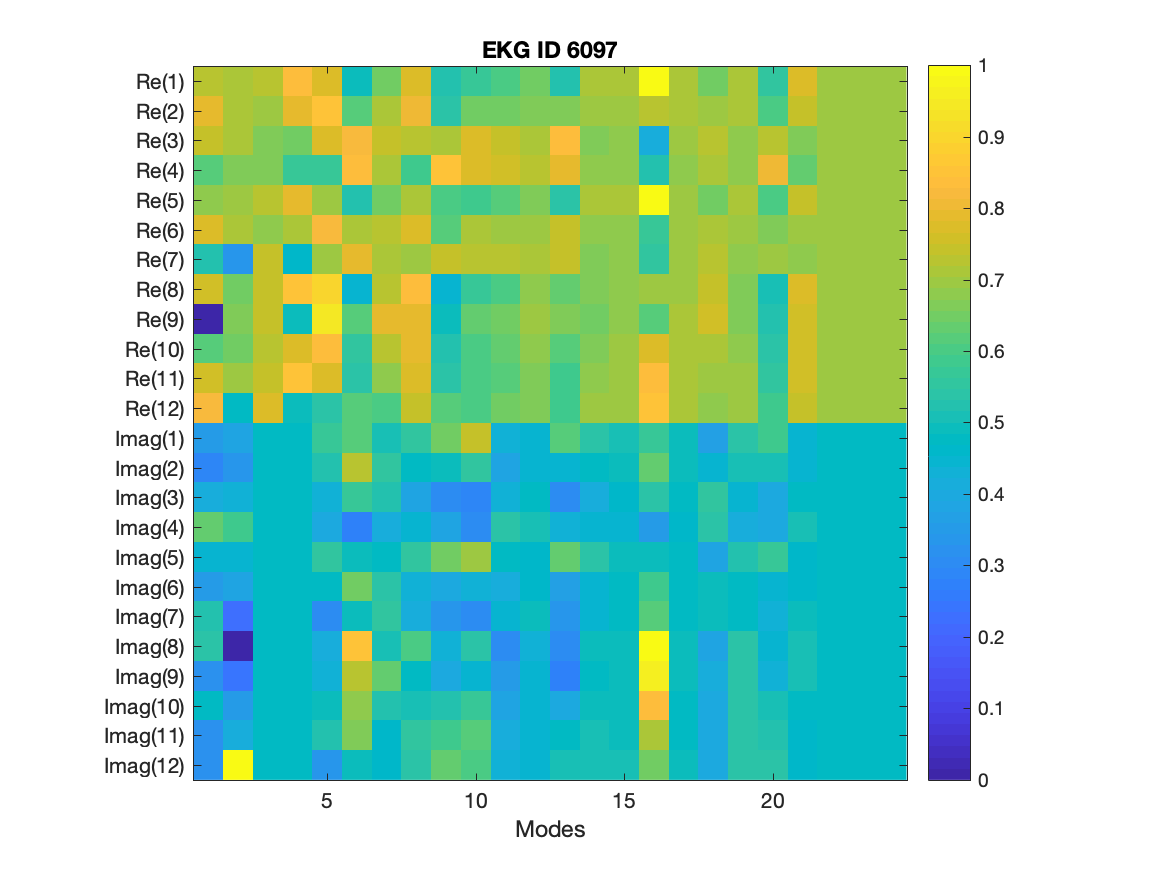 EKG ID 6097
Re(1)
Re(2)
Re(3)
Re(4)
Re(5)
Re(6)
Re(7)
Re(8)
Re(9)
Re(10)
Re(11)
Re(12)
Imag(1)
Imag(2)
Imag(3)
Imag(4)
Imag(5)
Imag(6)
Imag(7)
Imag(8)
Imag(9)
Imag(10)
Imag(11)
Imag(12)
5 10 15 20
Modes
1
0.9
0.8
0.7
0.6
0.5
0.4
0.3
0.2
0.1
0